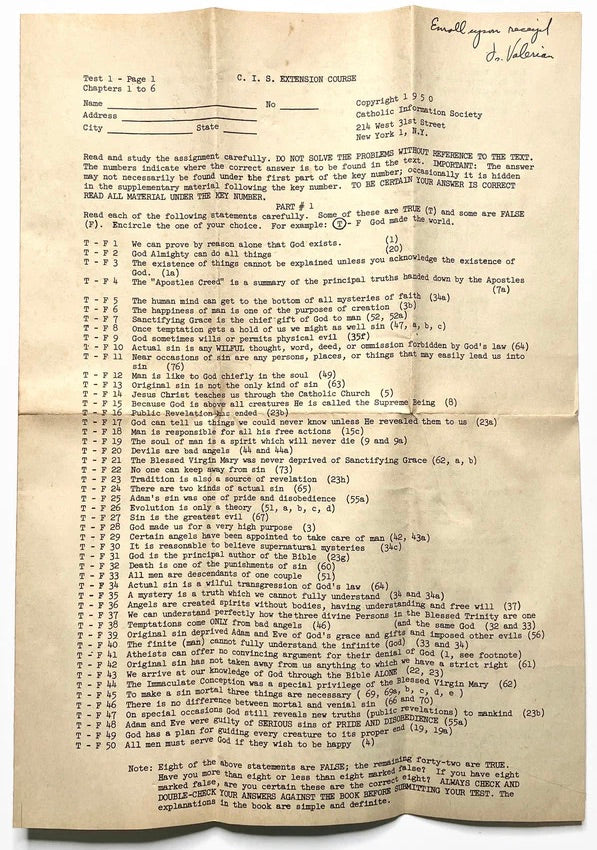 Enroll upon receipt
Fr. Valerian
Test 1 - Page 1 C. I. S. EXTENSION COURSE
Chapters 1 to 6
Name No Copyright 1950
Address Catholic Information Society
City State 214 West 31st Street
New York 1, N.Y.
Read and study the assignment carefully. DO NOT SOLVE THE PROBLEMS WITHOUT REFERENCE TO THE TEXT.
The numbers indicate where the correct answer is to be found in the text. IMPORTANT: The answer
may not necessarily be found under the first part of the key number; occasionally it is hidden
in the supplementary material following the key number. TO BE CERTAIN YOUR ANSWER IS CORRECT
READ ALL MATERIAL UNDER THE KEY NUMBER.
PART # 1
Read each of the following statements carefully. Some of these are TRUE (T) and some are FALSE
(F). Encircle the one of your choice. For example: T - F God made the world.
T - F 1 We can prove by reason alone that God exists. (1)
T - F 2 God Almighty can do all things (20)
T - F 3 The existence of things cannot be explained unless you acknowledge the existence of
God. (1a)
T - F 4 The "Apostles Creed" is a summary of the principal truths handed down by the Apostles
(7a)
T - F 5 The human mind can get to the bottom of all mysteries of faith (34a)
T - F 6 The happiness of man is one of the purposes of creation (3b)
T - F 7 Sanctifying Grace is the chief gift of God to man (52, 52a)
T - F 8 Once temptation gets a hold of us we might as well sin (47, a, b, c)
T - F 9 God sometimes wills or permits physical evil (35f)
T - F 10 Actual sin is any WILFUL thought, word, deed, or ommission forbidden by God's law (64)
T - F 11 Near occasions of sin are any persons, places, or things that may easily lead us into
sin (76)
T - F 12 Man is like to God chiefly in the soul (49)
T - F 13 Original sin is not the only kind of sin (63)
T - F 14 Jesus Christ teaches us through the Catholic Church (5)
T - F 15 Because God is above all creatures He is called the Supreme Being (8)
T - F 16 Public Revelation has ended (23b)
T - F 17 God can tell us things we could never know unless He revealed them to us (23a)
T - F 18 Man is responsible for all his free actions (15c)
T - F 19 The soul of man is a spirit which will never die (9 and 9a)
T - F 20 Devils are bad angels (44 and 44a)
T - F 21 The Blessed Virgin Mary was never deprived of Sanctifying Grace (62, a, b)
T - F 22 No one can keep away from sin (73)
T - F 23 Tradition is also a source of revelation (23h)
T - F 24 There are two kinds of actual sin (65)
T - F 25 Adam's sin was one of pride and disobedience (55a)
T - F 26 Evolution is only a theory (51, a, b, c, d)
T - F 27 Sin is the greatest evil (67)
T - F 28 God made us for a very high purpose (3)
T - F 29 Certain angels have been appointed to take care of man (42, 43a)
T - F 30 It is reasonable to believe supernatural mysteries (34c)
T - F 31 God is the principal author of the Bible (23g)
T - F 32 Death is one of the punishments of sin (60)
T - F 33 All men are descendants of one couple (51)
T - F 34 Actual sin is a wilful transgression of God's law (64)
T - F 35 A mystery is a truth which we cannot fully understand (34 and 34a)
T - F 36 Angels are created spirits without bodies, having understanding and free will (37)
T - F 37 We can understand perfectly how the three Divine persons in the Blessed Trinity are one
T - F 38 Temptations come ONLY from bad angels (46) (and the same God (32 and 33)
T - F 39 Original sin deprived Adam and Eve of God's grace and gifts and imposed other evils (56)
T - F 40 The finite (man) cannot fully understand the infinite (God) (33 and 34)
T - F 41 Atheists can offer no convincing argument for their denial of God (1, see footnote)
T - F 42 Original sin has not taken away from us anything to which we have a strict right (61)
T - F 43 We arrive at our knowledge of God through the Bible ALONE (22, 23)
T - F 44 The Immaculate Conception was a special privilege of the Blessed Virgin Mary (62)
T - F 45 To make a sin mortal three things are necessary ( 69, 69a, b, c, d, e )
T - F 46 There is no difference between mortal and venial sin (66 and 70)
T - F 47 On special occasions God still reveals new truths (public revelations) to mankind (23b)
T - F 48 Adam and Eve were guilty of SERIOUS sins of PRIDE AND DISOBEDIENCE (55a)
T - F 49 God has a plan for guiding every creature to its proper end (19, 19a)
T - F 50 All men must serve God if they wish to be happy (4)
Note: Eight of the above statements are FALSE; the remaining forty-two are TRUE.
Have you more than eight or less than eight marked false? If you have eight
marked false, are you certain these are the correct eight? ALWAYS CHECK AND
DOUBLE-CHECK YOUR ANSWERS AGAINST THE BOOK BEFORE SUBMITTING YOUR TEST. The
explanations in the book are simple and definite.